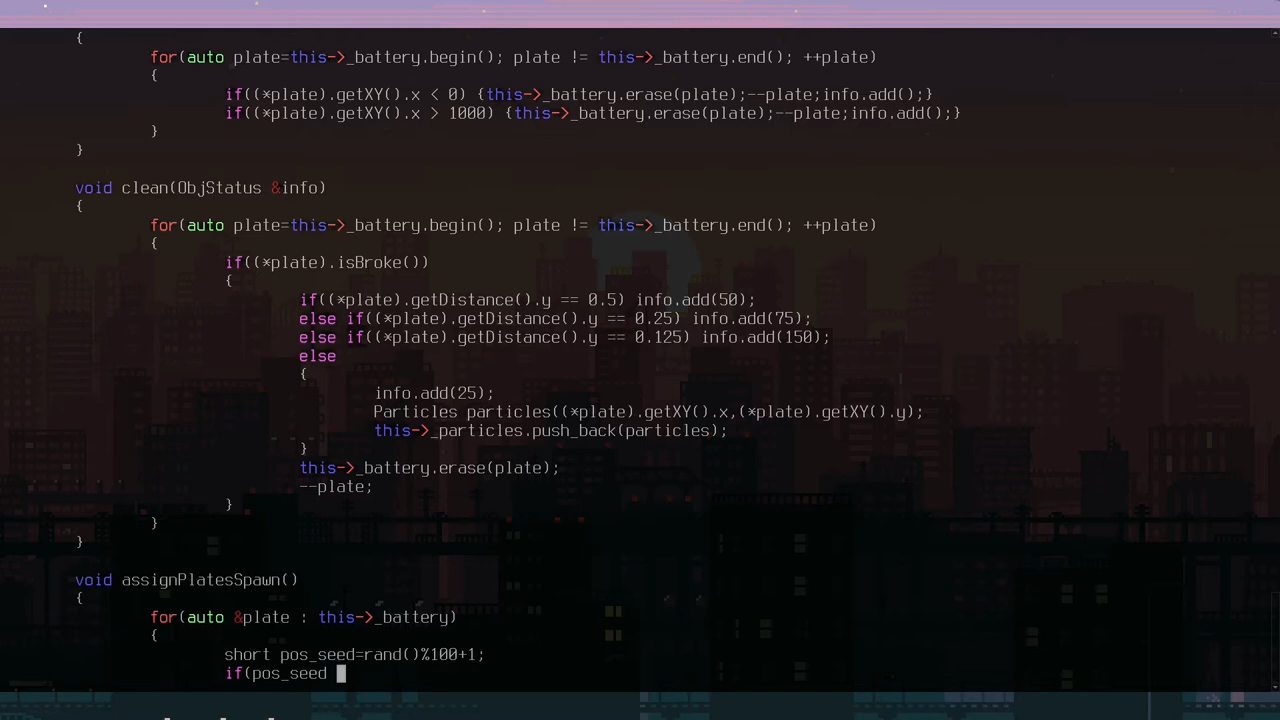 {
for(auto plate=this->_battery.begin(); plate != this->_battery.end(); ++plate)
{
if((*plate).getXY().x < 0) {this->_battery.erase(plate);--plate;info.add();}
if((*plate).getXY().x > 1000) {this->_battery.erase(plate);--plate;info.add();}
}
}
void clean(ObjStatus &info)
{
for(auto plate=this->_battery.begin(); plate != this->_battery.end(); ++plate)
{
if((*plate).isBroke())
{
if((*plate).getDistance().y == 0.5) info.add(50);
else if((*plate).getDistance().y == 0.25) info.add(75);
else if((*plate).getDistance().y == 0.125) info.add(150);
else
{
info.add(25);
Particles particles((*plate).getXY().x,(*plate).getXY().y);
this->_particles.push_back(particles);
}
this->_battery.erase(plate);
--plate;
}
}
}
void assignPlatesSpawn()
{
for(auto &plate : this->_battery)
{
short pos_seed=rand()%100+1;
if(pos_seed